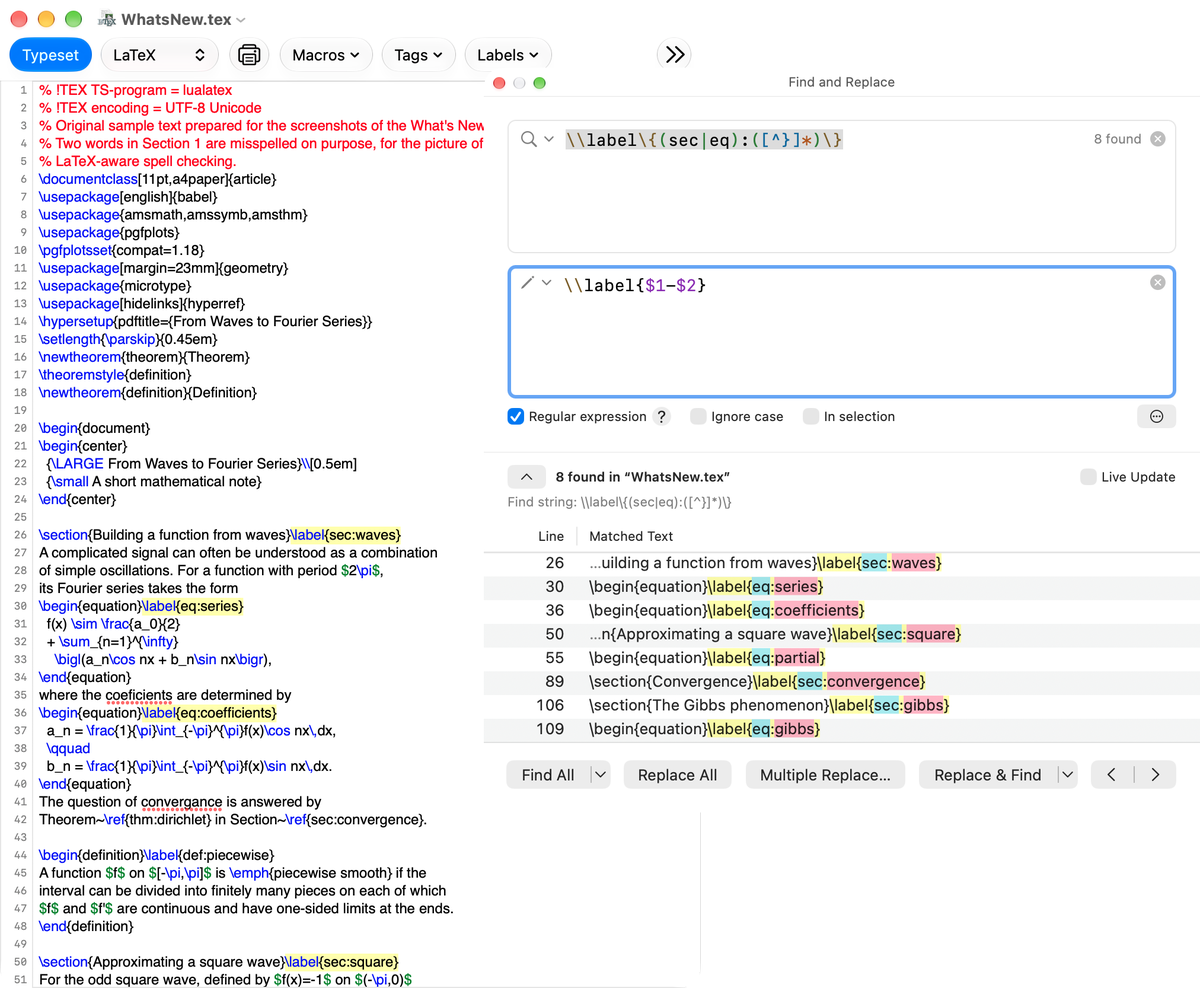 WhatsNew.tex
Typeset
LaTeX
Macros
Tags
Labels
1 % !TEX TS-program = lualatex
2 % !TEX encoding = UTF-8 Unicode
3 % Original sample text prepared for the screenshots of the What's New
4 % Two words in Section 1 are misspelled on purpose, for the picture of
5 % LaTeX-aware spell checking.
6 \documentclass[11pt,a4paper]{article}
7 \usepackage[english]{babel}
8 \usepackage{amsmath,amssymb,amsthm}
9 \usepackage{pgfplots}
10 \pgfplotsset{compat=1.18}
11 \usepackage[margin=23mm]{geometry}
12 \usepackage{microtype}
13 \usepackage[hidelinks]{hyperref}
14 \hypersetup{pdftitle={From Waves to Fourier Series}}
15 \setlength{\parskip}{0.45em}
16 \newtheorem{theorem}{Theorem}
17 \theoremstyle{definition}
18 \newtheorem{definition}{Definition}
19
20 \begin{document}
21 \begin{center}
22 {\LARGE From Waves to Fourier Series}\\[0.5em]
23 {\small A short mathematical note}
24 \end{center}
25
26 \section{Building a function from waves}\label{sec:waves}
27 A complicated signal can often be understood as a combination
28 of simple oscillations. For a function with period $2\pi$,
29 its Fourier series takes the form
30 \begin{equation}\label{eq:series}
31 f(x) \sim \frac{a_0}{2}
32 + \sum_{n=1}^{\infty}
33 \bigl(a_n\cos nx + b_n\sin nx\bigr),
34 \end{equation}
35 where the coeficients are determined by
36 \begin{equation}\label{eq:coefficients}
37 a_n = \frac{1}{\pi}\int_{-\pi}^{\pi}f(x)\cos nx\,dx,
38 \qquad
39 b_n = \frac{1}{\pi}\int_{-\pi}^{\pi}f(x)\sin nx\,dx.
40 \end{equation}
41 The question of convergance is answered by
42 Theorem~\ref{thm:dirichlet} in Section~\ref{sec:convergence}.
43
44 \begin{definition}\label{def:piecewise}
45 A function $f$ on $[-\pi,\pi]$ is \emph{piecewise smooth} if the
46 interval can be divided into finitely many pieces on each of which
47 $f$ and $f'$ are continuous and have one-sided limits at the ends.
48 \end{definition}
49
50 \section{Approximating a square wave}\label{sec:square}
51 For the odd square wave, defined by $f(x)=-1$ on $(-\pi,0)$
Find and Replace
\\label\{(sec|eq):([^}]*)\}
8 found
\\label{$1-$2}
Regular expression ?
Ignore case
In selection
8 found in “WhatsNew.tex”
Live Update
Find string: \\label\{(sec|eq):([^}]*)\}
Line Matched Text
26 ...uilding a function from waves}\label{sec:waves}
30 \begin{equation}\label{eq:series}
36 \begin{equation}\label{eq:coefficients}
50 ...n{Approximating a square wave}\label{sec:square}
55 \begin{equation}\label{eq:partial}
89 \section{Convergence}\label{sec:convergence}
106 \section{The Gibbs phenomenon}\label{sec:gibbs}
109 \begin{equation}\label{eq:gibbs}
Find All
Replace All
Multiple Replace...
Replace & Find